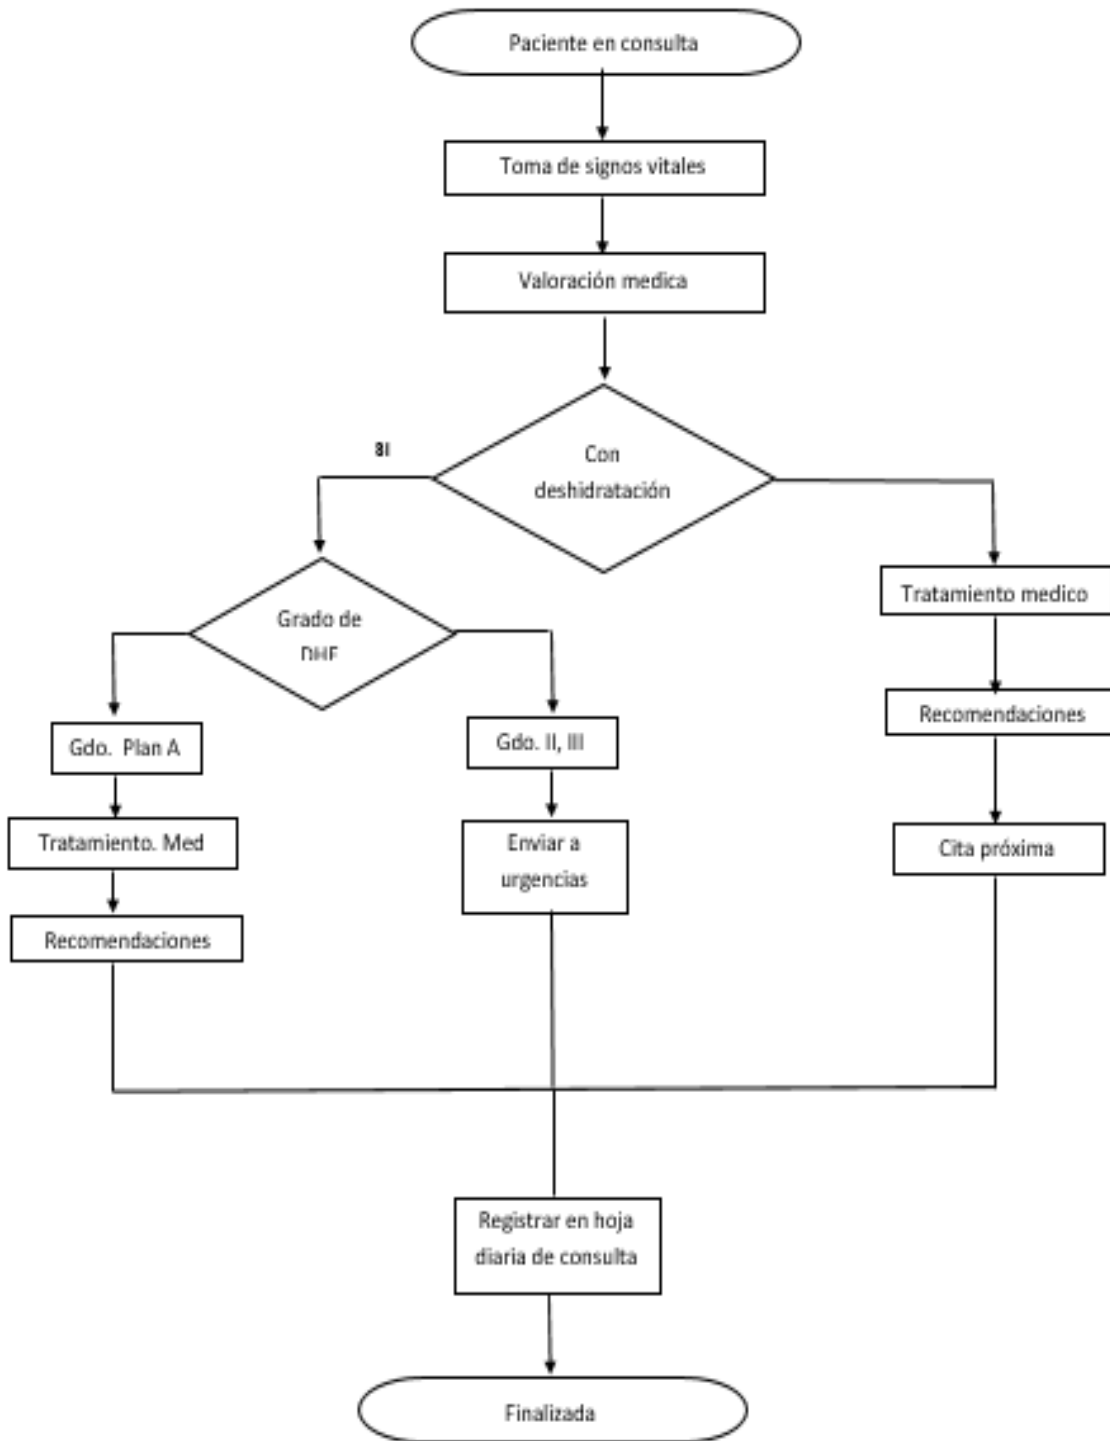 Paciente en consulta
Toma de signos vitales
Valoración medica
SI
Con
deshidratación
Tratamiento medico
Grado de
Recomendaciones
Gdo. Plan A
Gdo. II, III
Tratamiento. Med
Enviar a
urgencias
Cita próxima
Recomendaciones
Registrar en hoja
diaria de consulta
Finalizada